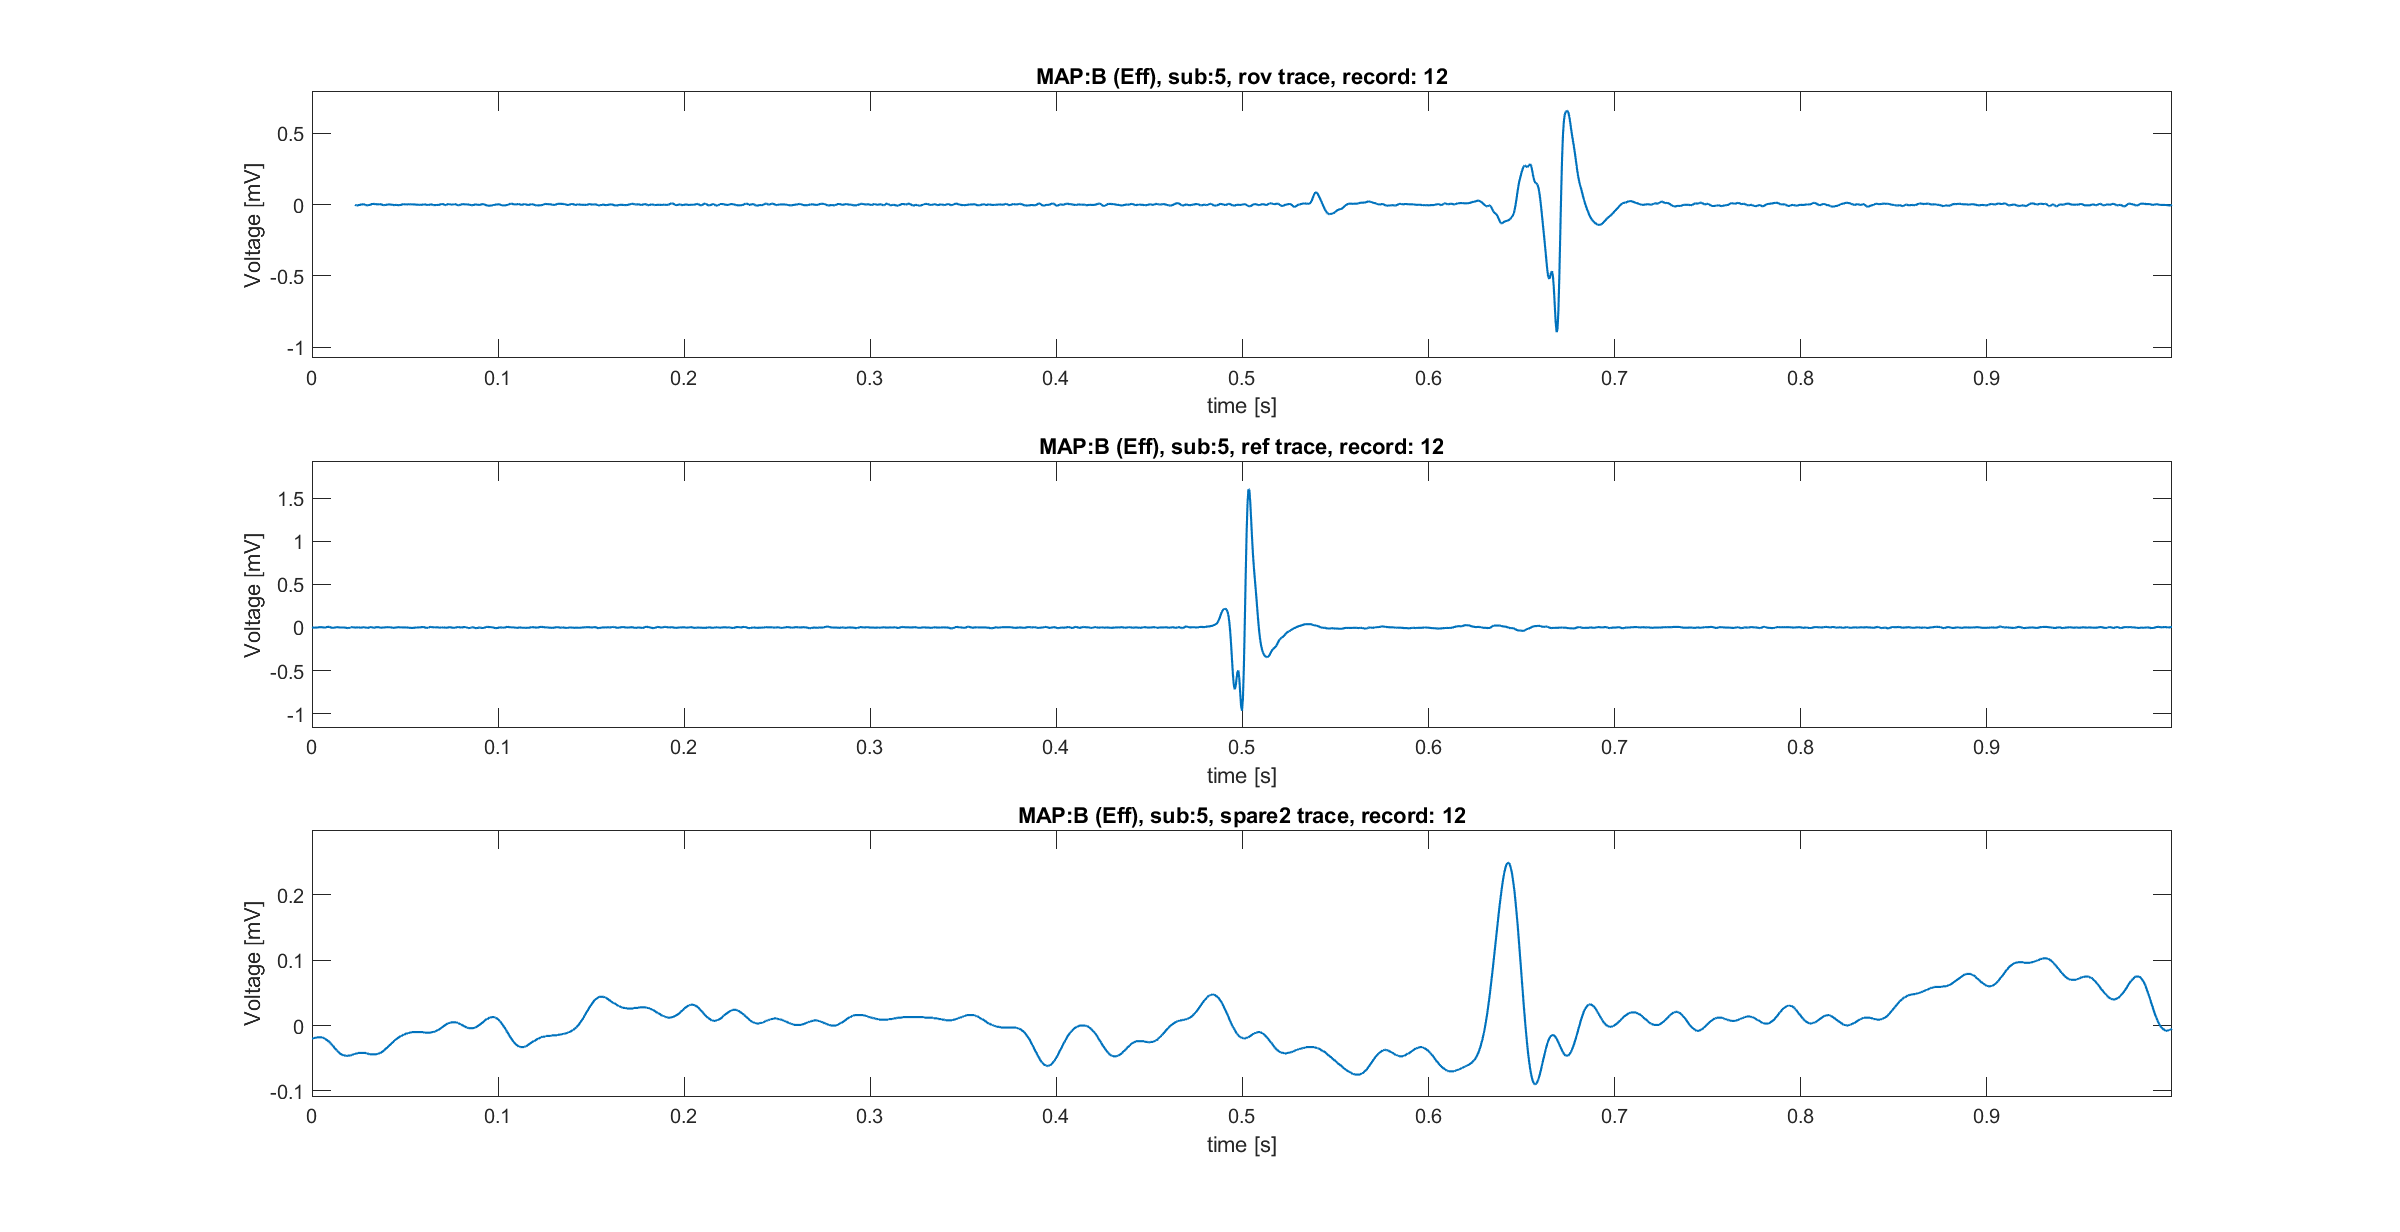 MAP:B (Eff), sub:5, rov trace, record: 12
Voltage [mV]
0.5
0
-0.5
-1
0 0.1 0.2 0.3 0.4 0.5 0.6 0.7 0.8 0.9
time [s]
MAP:B (Eff), sub:5, ref trace, record: 12
Voltage [mV]
1.5
1
0.5
0
-0.5
-1
0 0.1 0.2 0.3 0.4 0.5 0.6 0.7 0.8 0.9
time [s]
MAP:B (Eff), sub:5, spare2 trace, record: 12
Voltage [mV]
0.2
0.1
0
-0.1
0 0.1 0.2 0.3 0.4 0.5 0.6 0.7 0.8 0.9
time [s]